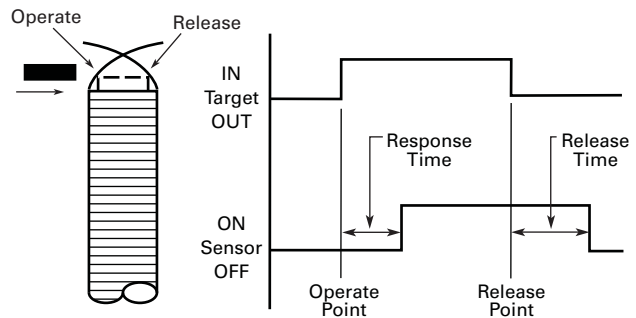 Operate
Release
IN
Target
OUT
Response
Time
Release
Time
ON
Sensor
OFF
Operate
Point
Release
Point